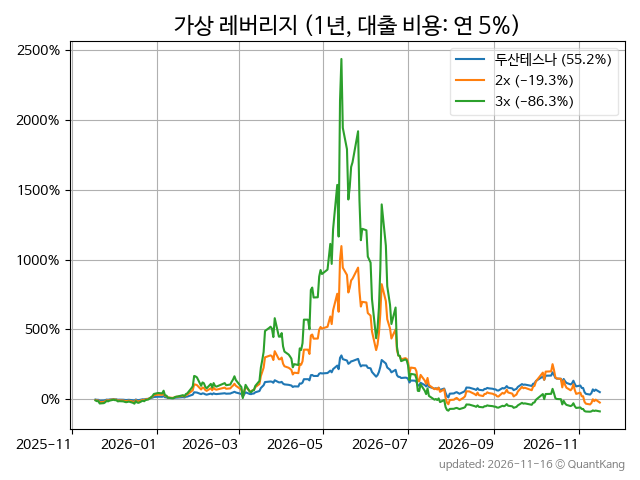 가상 레버리지 (1년, 대출 비용: 연 5%)
두산테스나 (55.2%)
2x (−19.3%)
3x (−86.3%)
2500%
2000%
1500%
1000%
500%
0%
2025-11 2026-01 2026-03 2026-05 2026-07 2026-09 2026-11
updated: 2026-11-16 © QuantKang